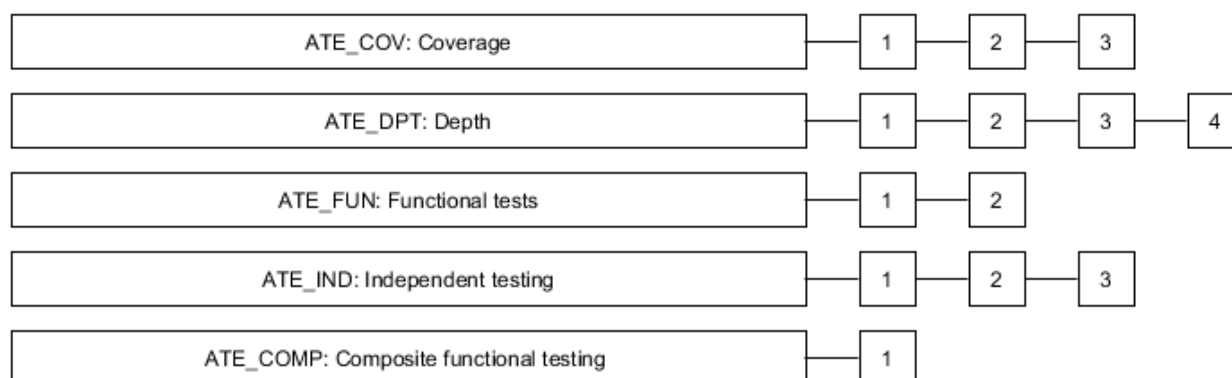 ATE_COV: Coverage 1 2 3
ATE_DPT: Depth 1 2 3 4
ATE_FUN: Functional tests 1 2
ATE_IND: Independent testing 1 2 3
ATE_COMP: Composite functional testing 1